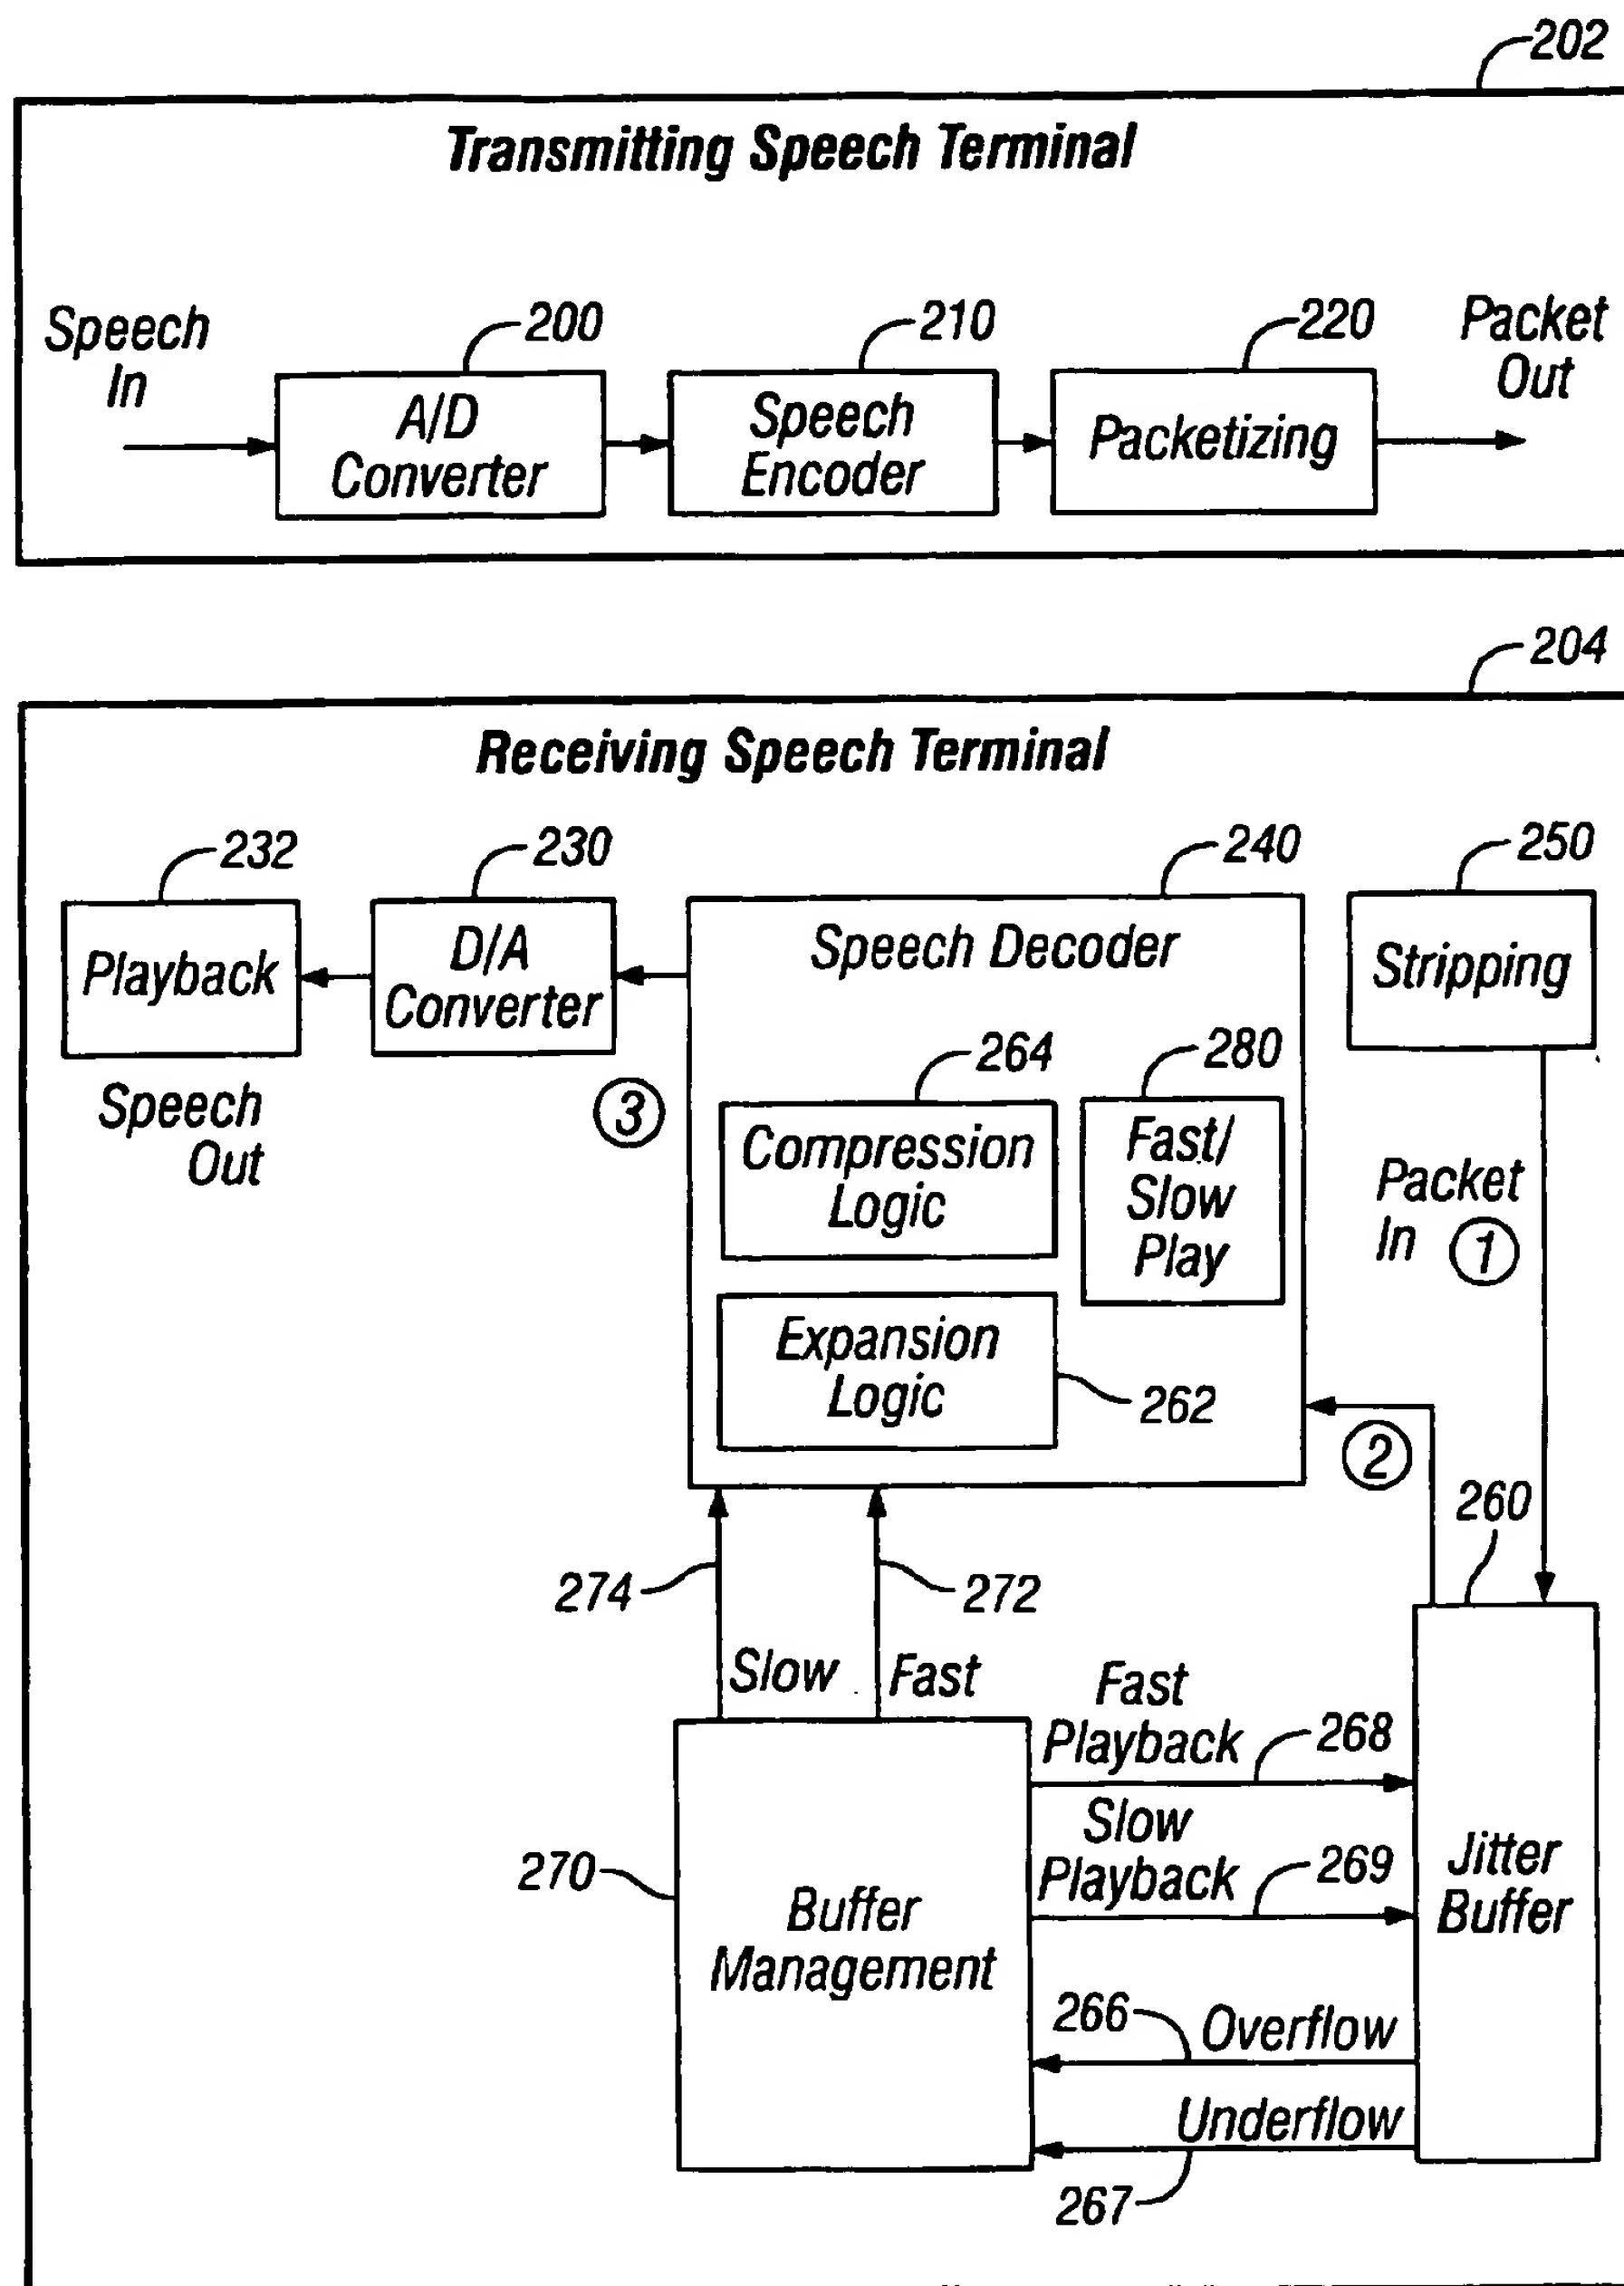 202
Transmitting Speech Terminal
Speech
In
200
A/D
Converter
210
Speech
Encoder
220
Packetizing
Packet
Out
204
Receiving Speech Terminal
232
Playback
Speech
Out
230
D/A
Converter
3
240
Speech Decoder
264
Compression
Logic
280
Fast/
Slow
Play
Expansion
Logic
262
250
Stripping
Packet
In 1
2
260
274
272
Slow
Fast
Fast
Playback
268
Slow
Playback
269
270
Buffer
Management
Jitter
Buffer
266
Overflow
Underflow
267